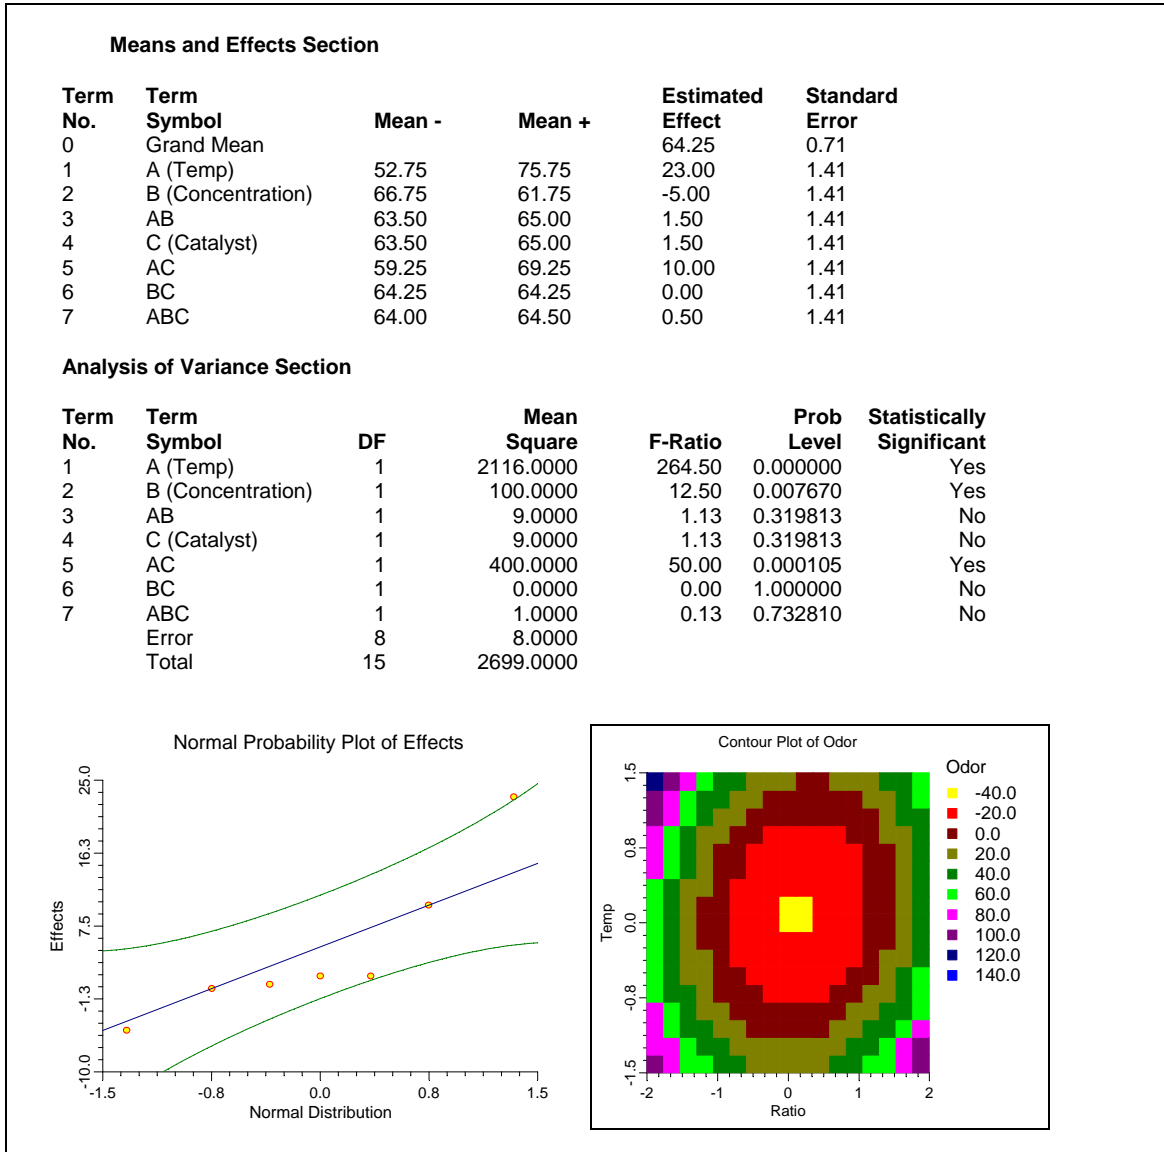 Means and Effects Section
Term Term Estimated Standard
No. Symbol Mean - Mean + Effect Error
0 Grand Mean 64.25 0.71
1 A (Temp) 52.75 75.75 23.00 1.41
2 B (Concentration) 66.75 61.75 -5.00 1.41
3 AB 63.50 65.00 1.50 1.41
4 C (Catalyst) 63.50 65.00 1.50 1.41
5 AC 59.25 69.25 10.00 1.41
6 BC 64.25 64.25 0.00 1.41
7 ABC 64.00 64.50 0.50 1.41
Analysis of Variance Section
Term Term Mean Prob Statistically
No. Symbol DF Square F-Ratio Level Significant
1 A (Temp) 1 2116.0000 264.50 0.000000 Yes
2 B (Concentration) 1 100.0000 12.50 0.007670 Yes
3 AB 1 9.0000 1.13 0.319813 No
4 C (Catalyst) 1 9.0000 1.13 0.319813 No
5 AC 1 400.0000 50.00 0.000105 Yes
6 BC 1 0.0000 0.00 1.000000 No
7 ABC 1 1.0000 0.13 0.732810 No
Error 8 8.0000
Total 15 2699.0000
Normal Probability Plot of Effects
25.0
16.3
7.5
-1.3
-10.0
Effects
-1.5 -0.8 0.0 0.8 1.5
Normal Distribution
Contour Plot of Odor
1.5
0.8
0.0
-0.8
-1.5
Temp
-2 -1 0 1 2
Ratio
Odor
-40.0
-20.0
0.0
20.0
40.0
60.0
80.0
100.0
120.0
140.0